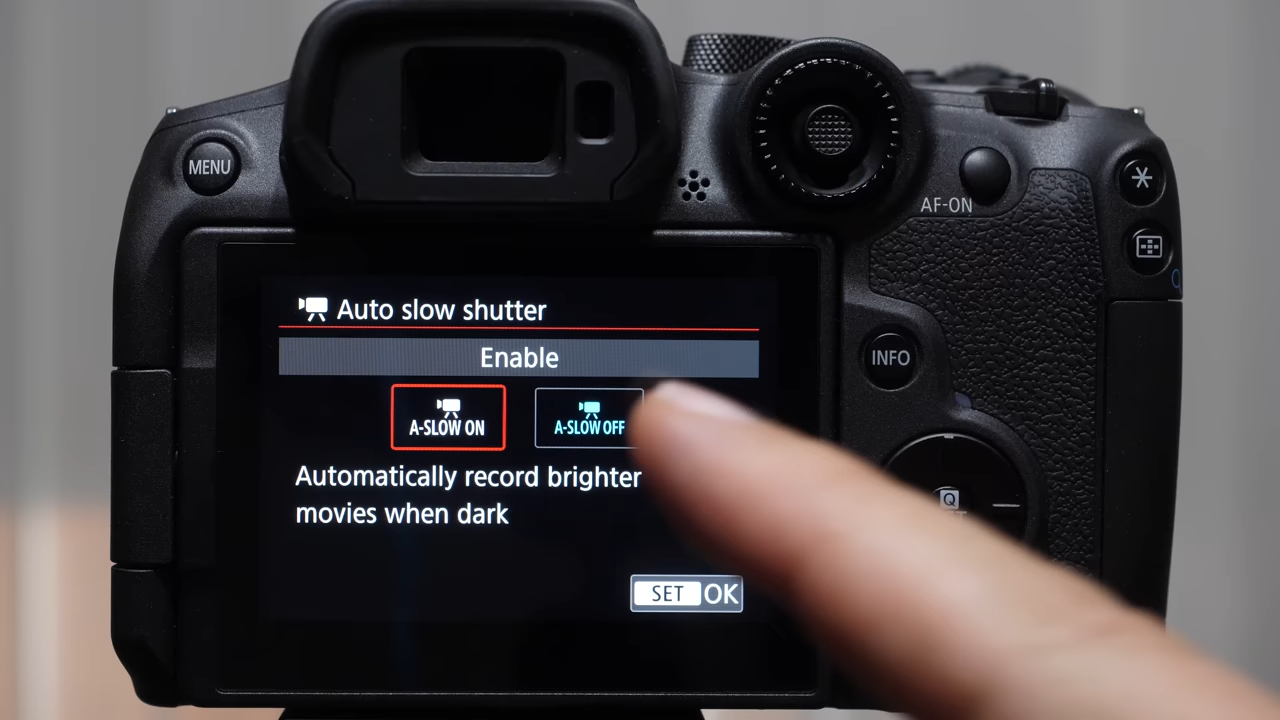 MENU
AF-ON
Auto slow shutter
Enable
INFO
A-SLOW ON
A-SLOW OFF
Automatically record brighter
movies when dark
Q
SET OK